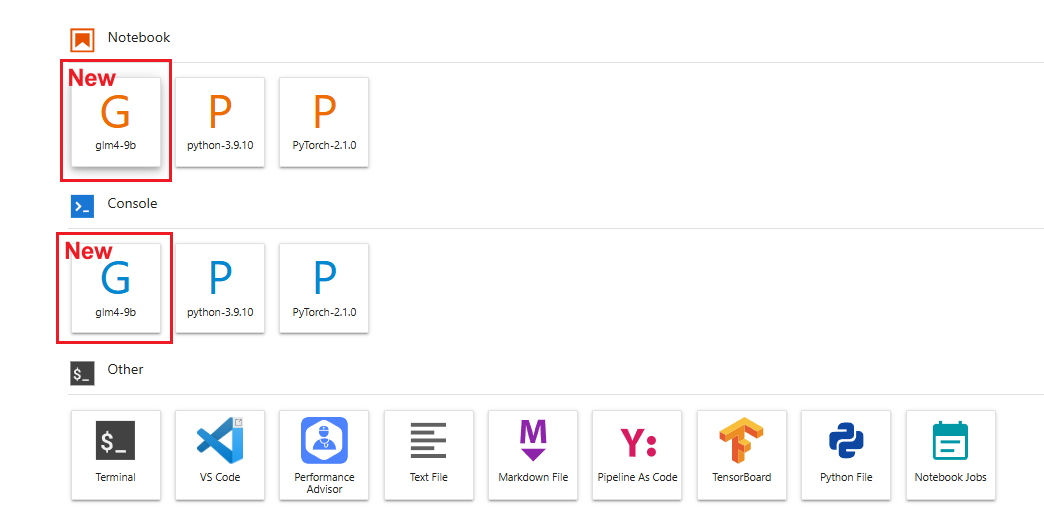 Notebook
New
G
P
P
glm4-9b
python-3.9.10
PyTorch-2.1.0
Console
New
G
P
P
glm4-9b
python-3.9.10
PyTorch-2.1.0
$_
Other
$_
M
Y:
Terminal
VS Code
Performance
Advisor
Text File
Markdown File
Pipeline As Code
TensorBoard
Python File
Notebook Jobs